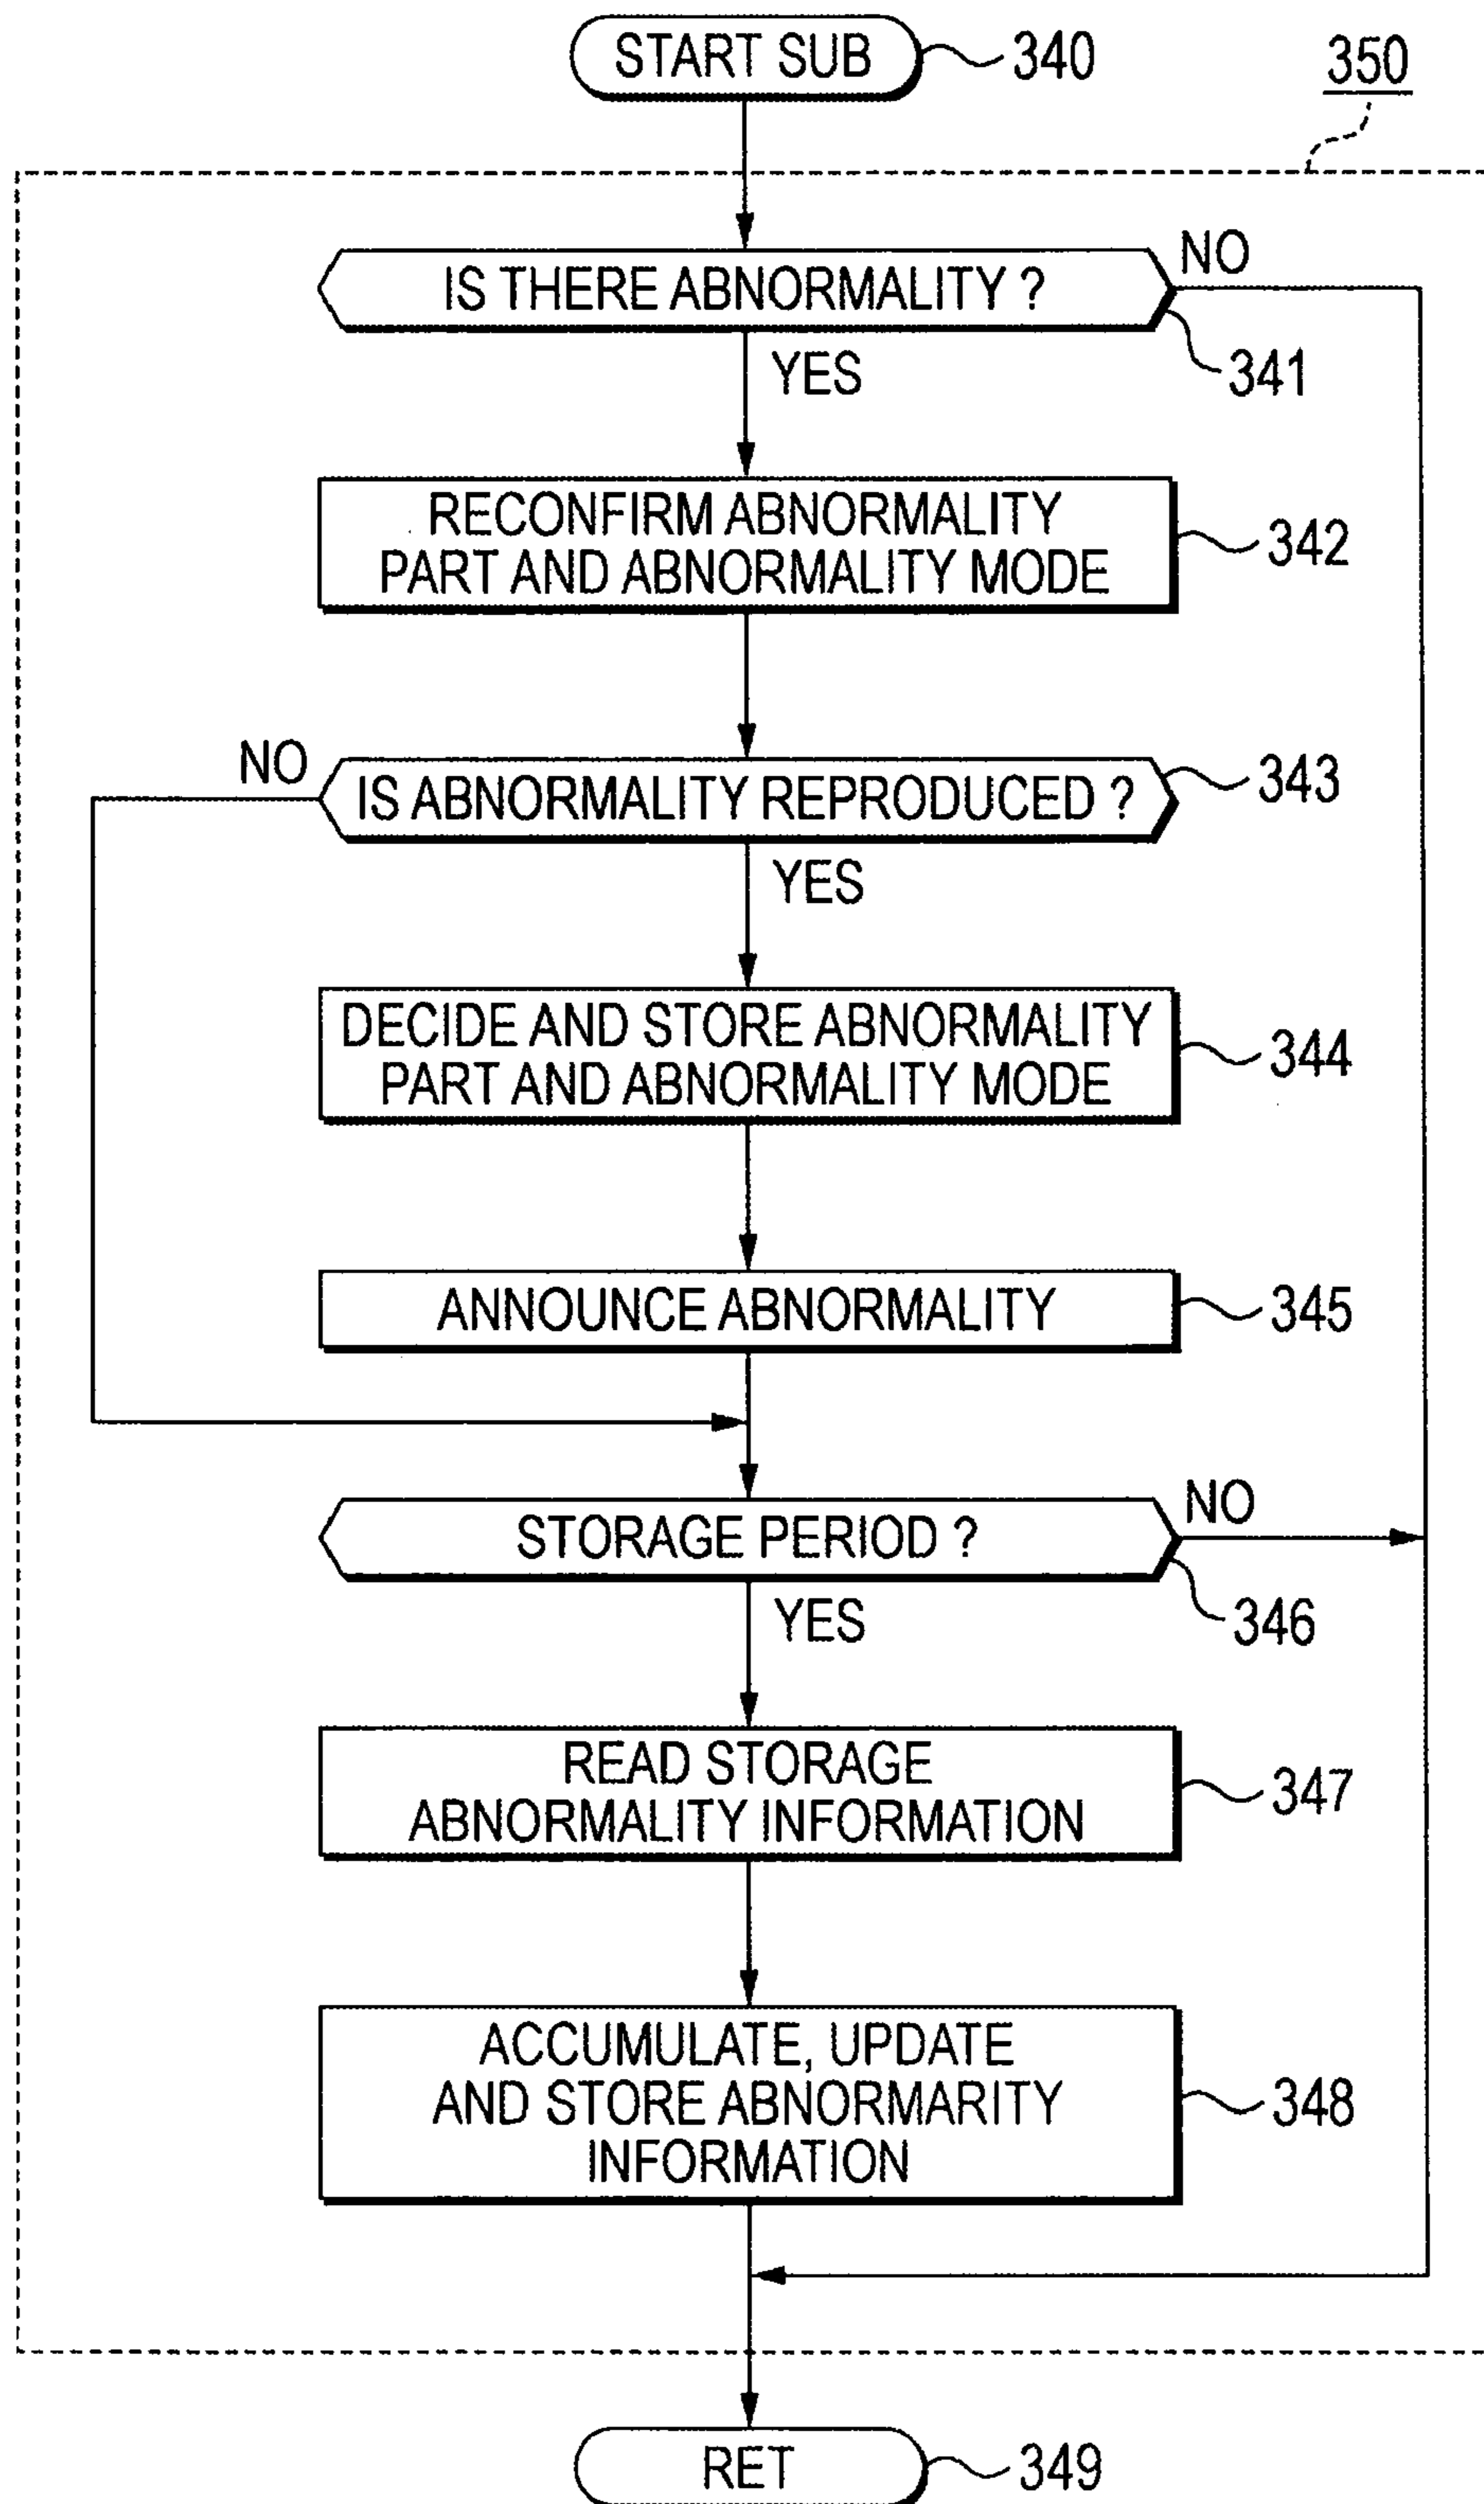 START SUB
340
350
IS THERE ABNORMALITY ?
NO
341
YES
RECONFIRM ABNORMALITY
PART AND ABNORMALITY MODE
342
NO
IS ABNORMALITY REPRODUCED ?
343
YES
DECIDE AND STORE ABNORMALITY
PART AND ABNORMALITY MODE
344
ANNOUNCE ABNORMALITY
345
STORAGE PERIOD ?
NO
346
YES
READ STORAGE
ABNORMALITY INFORMATION
347
ACCUMULATE, UPDATE
AND STORE ABNORMARITY
INFORMATION
348
RET
349